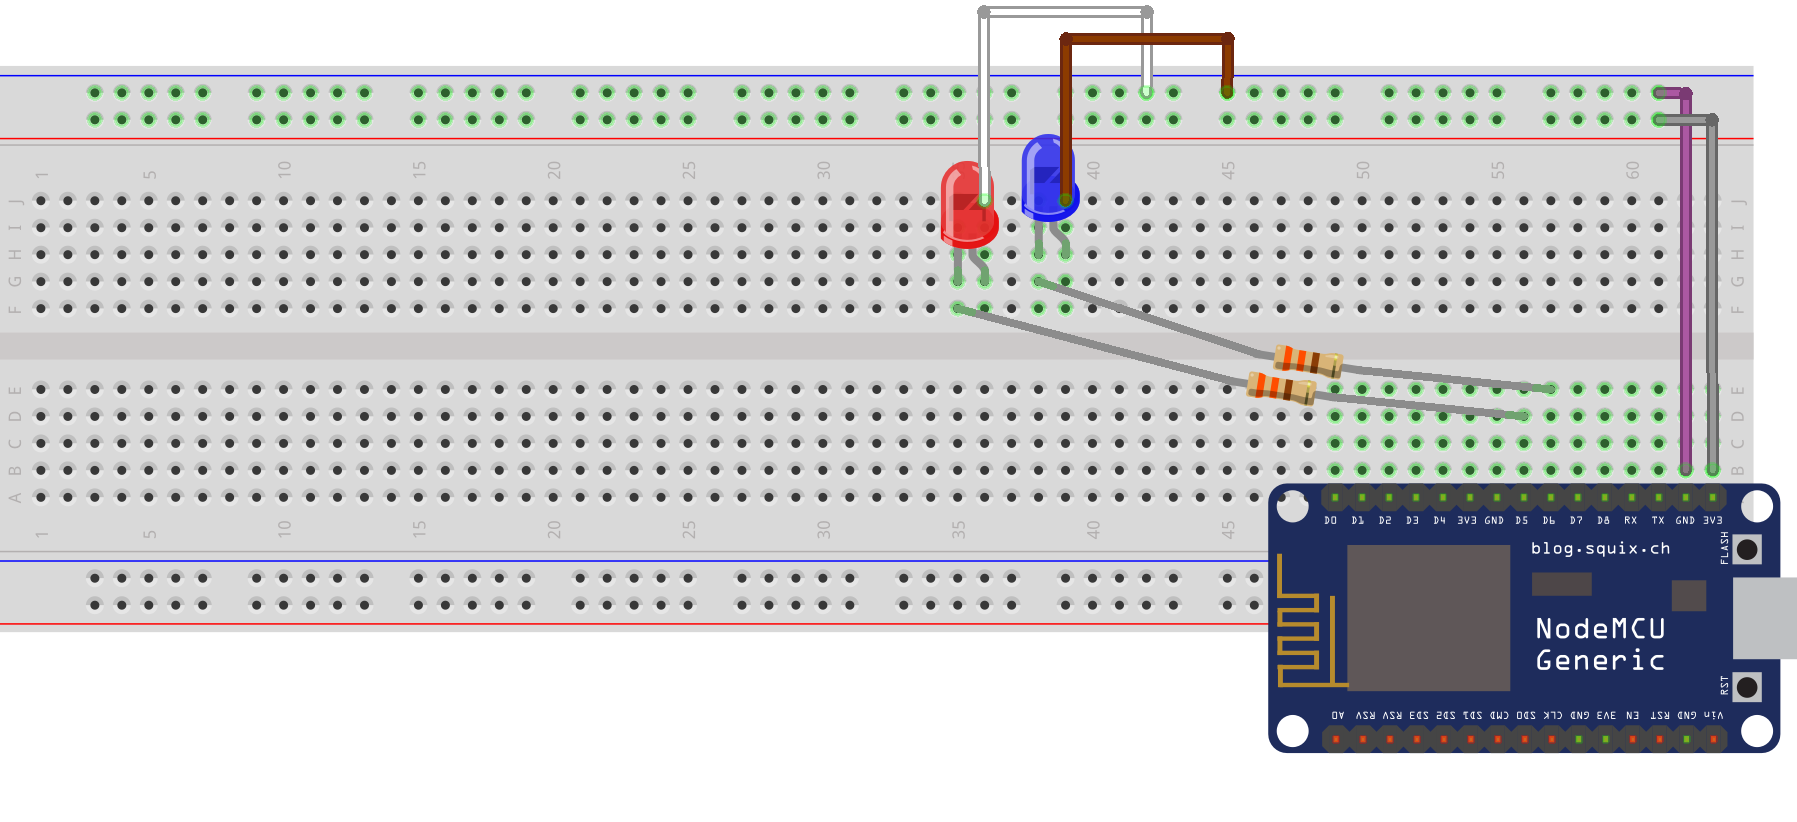 1 5 10 15 20 25 30 35 40 45 50 55 60
J J
I I
H H
G G
F F
E E
D D
C C
B B
A
1 5 10 15 20 25 30 35 40 45
D0 D1 D2 D3 D4 3V3 GND D5 D6 D7 D8 RX TX GND 3V3
FLASH
blog.squix.ch
NodeMCU
Generic
RST
A0 RSV RSV SD3 SD2 SD1 CMD SD0 CLK GND 3V3 EN RST GND Vin